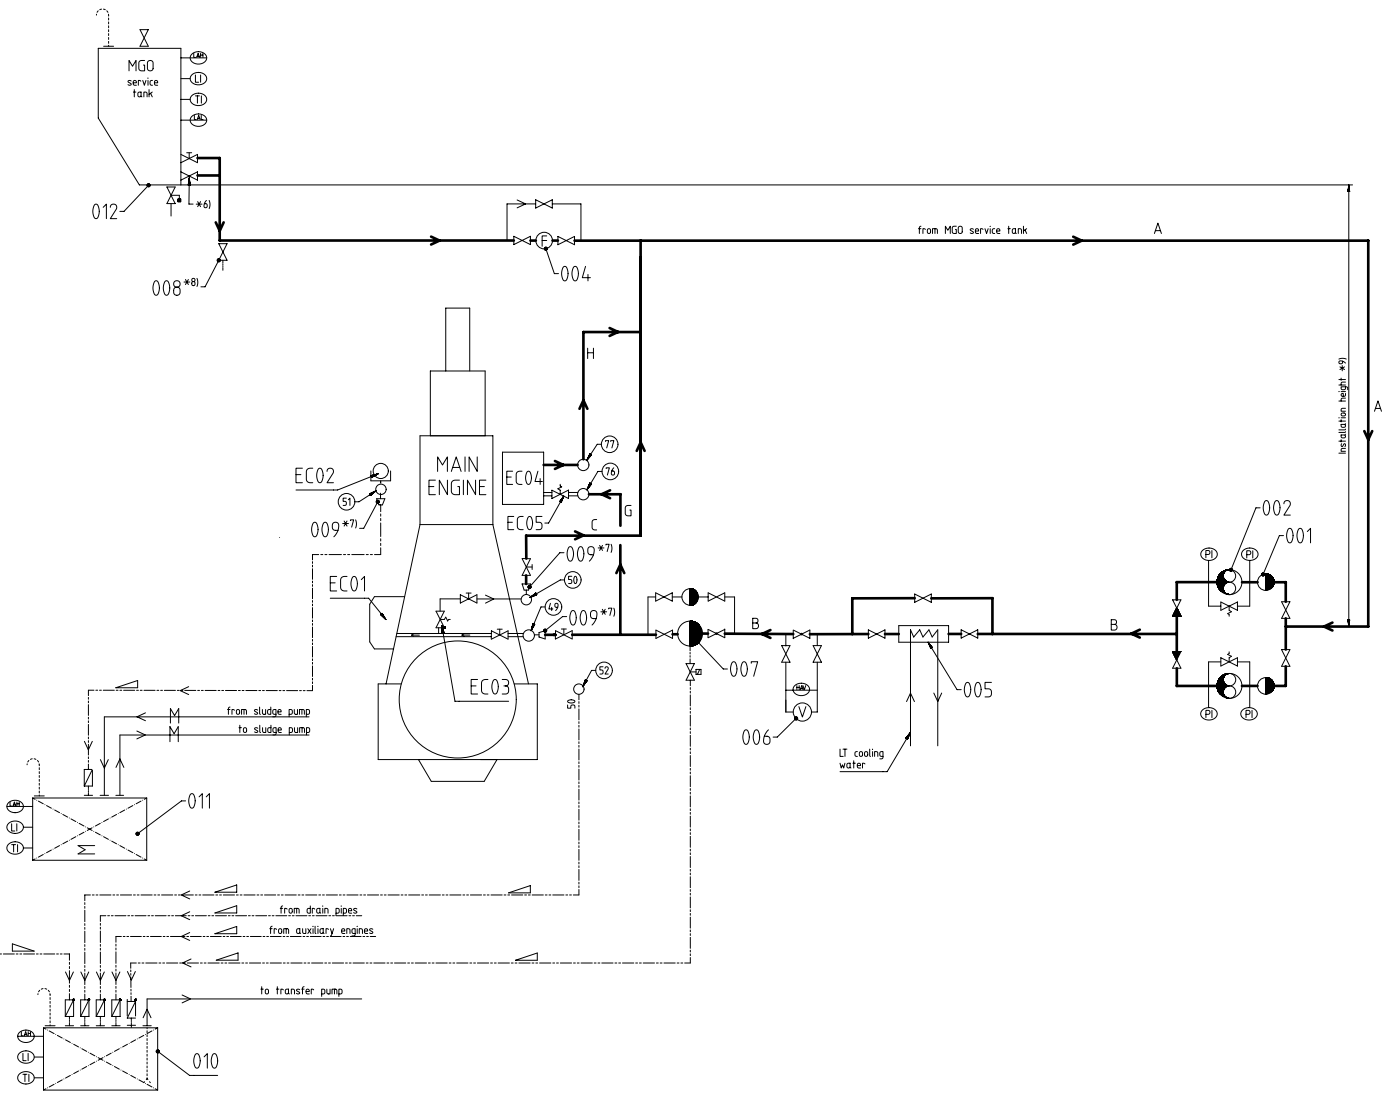 MGO
service
tank
LAH
LI
TI
LAL
*6)
012
008*8)
F
004
from MGO service tank
A
Installation height *9)
A
H
MAIN
ENGINE
77
76
EC04
EC05
G
C
EC02
51
009*7)
009*7)
50
EC01
49
009*7)
EC03
52
50
002
001
PI
PI
PI
PI
B
B
007
HAV
V
006
005
LT cooling
water
from sludge pump
to sludge pump
M
M
011
LAH
LI
TI
from drain pipes
from auxiliary engines
to transfer pump
LAH
LI
TI
010